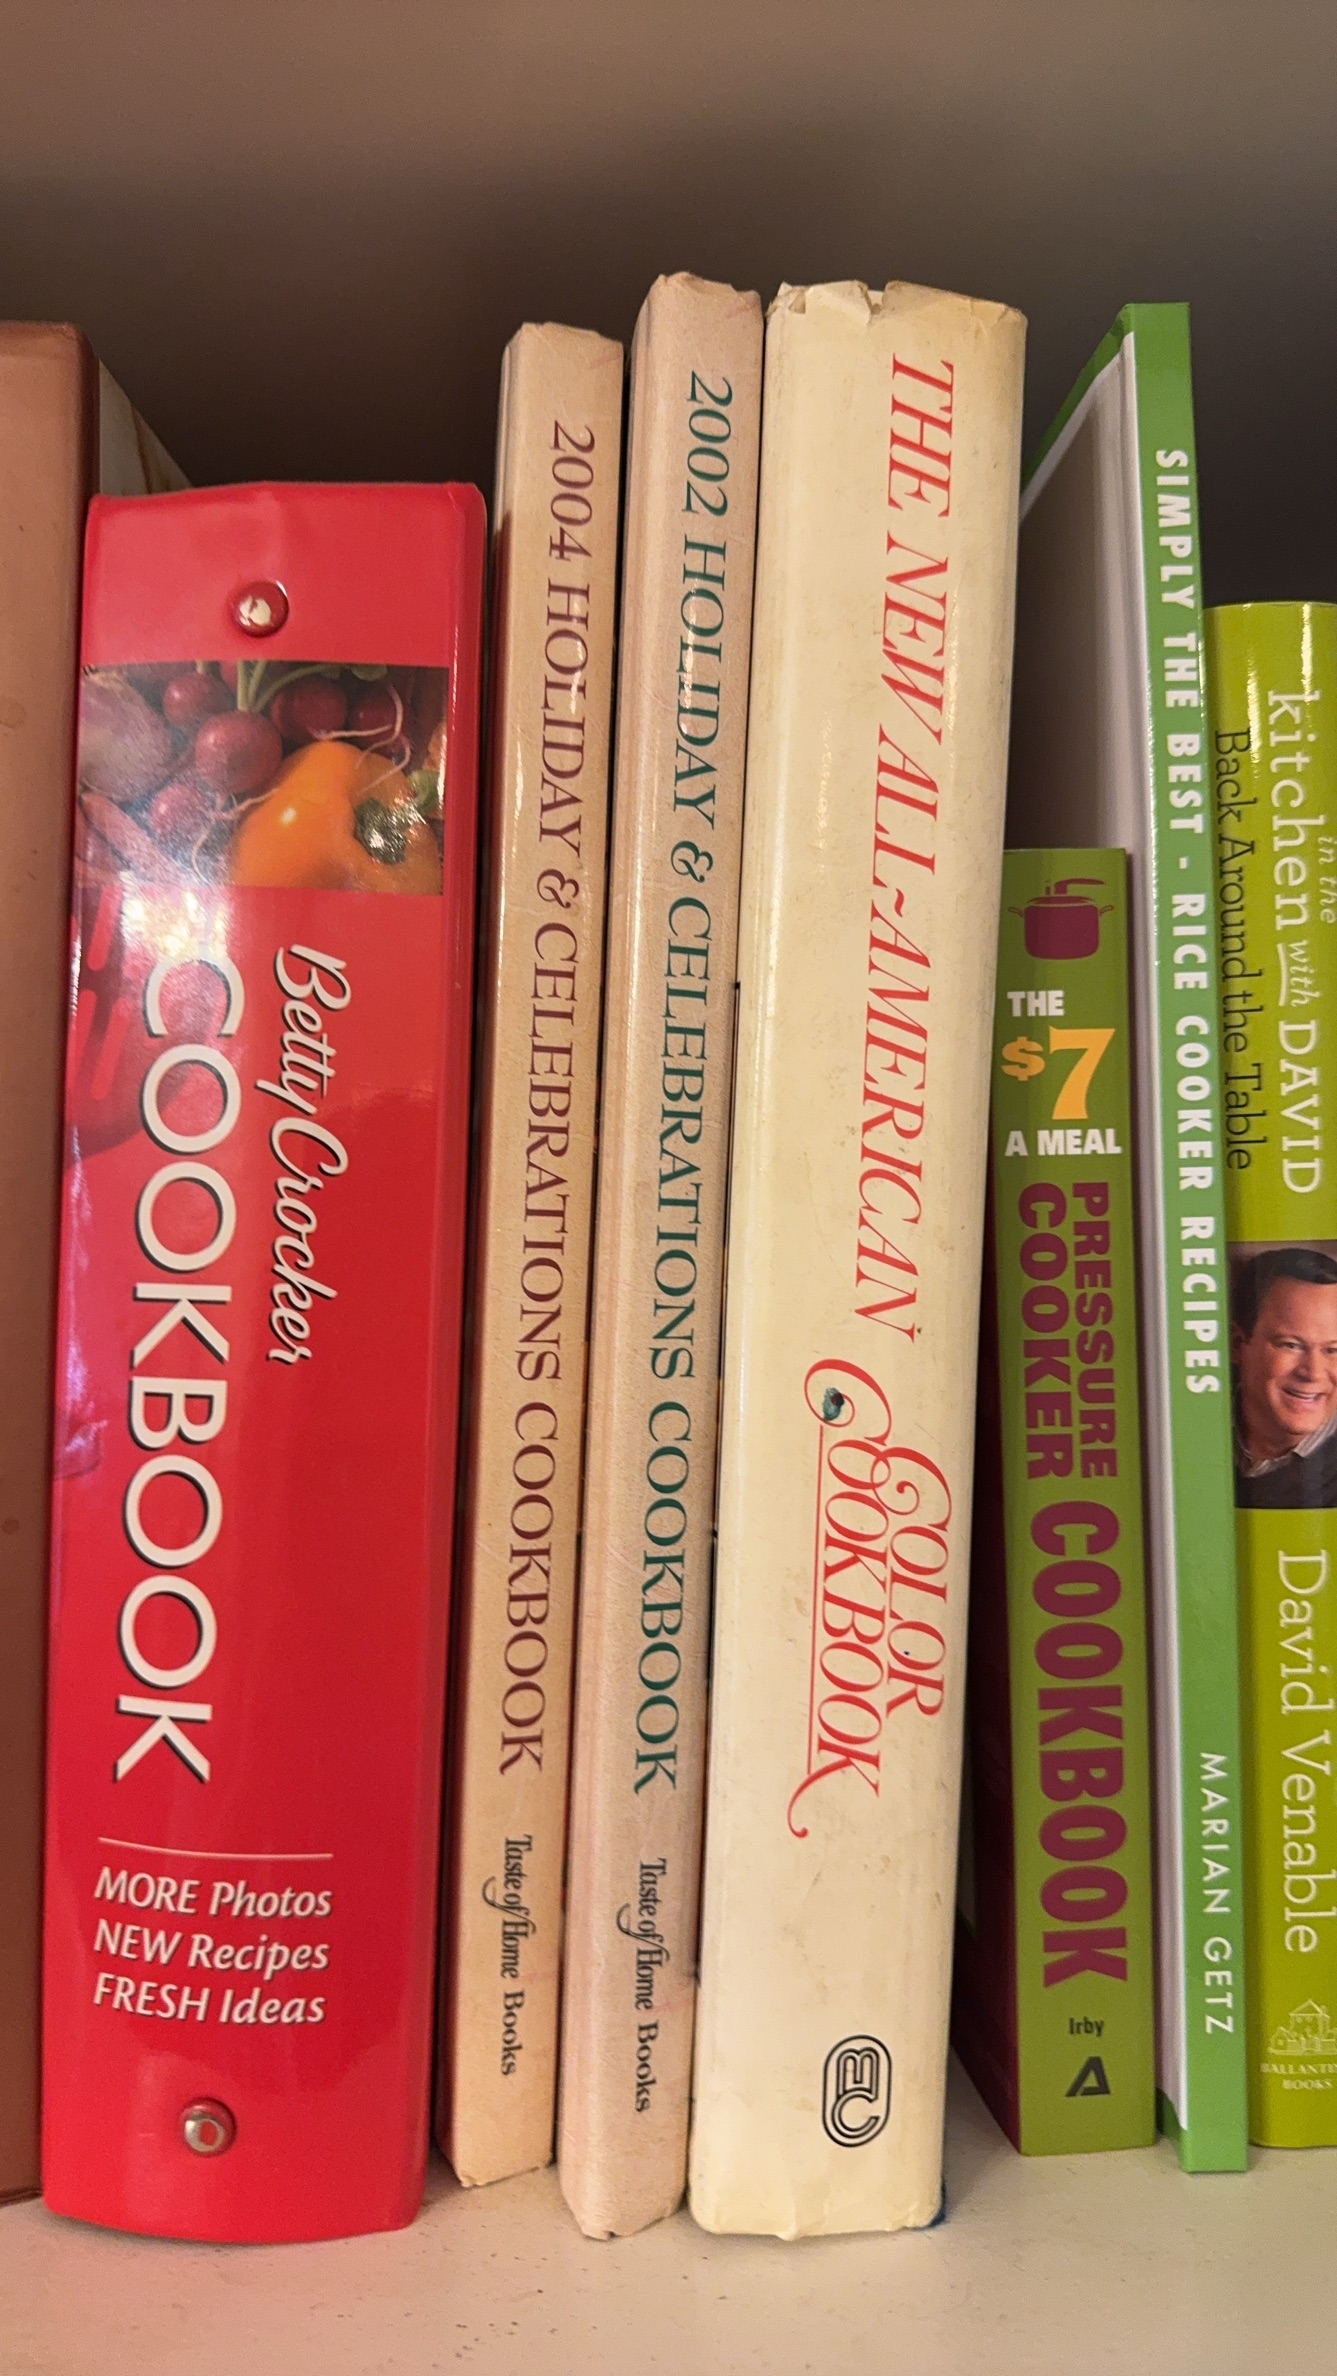 Betty Crocker
COOKBOOK
MORE Photos
NEW Recipes
FRESH Ideas
2004 HOLIDAY & CELEBRATIONS COOKBOOK
Taste of Home Books
2002 HOLIDAY & CELEBRATIONS COOKBOOK
Taste of Home Books
THE NEW ALL-AMERICAN
COLOR
COOKBOOK
THE
$7
A MEAL
PRESSURE
COOKER
COOKBOOK
Irby
SIMPLY THE BEST - RICE COOKER RECIPES
MARIAN GETZ
in the
kitchen with DAVID
Back Around the Table
David Venable
BALLANTINE
BOOKS